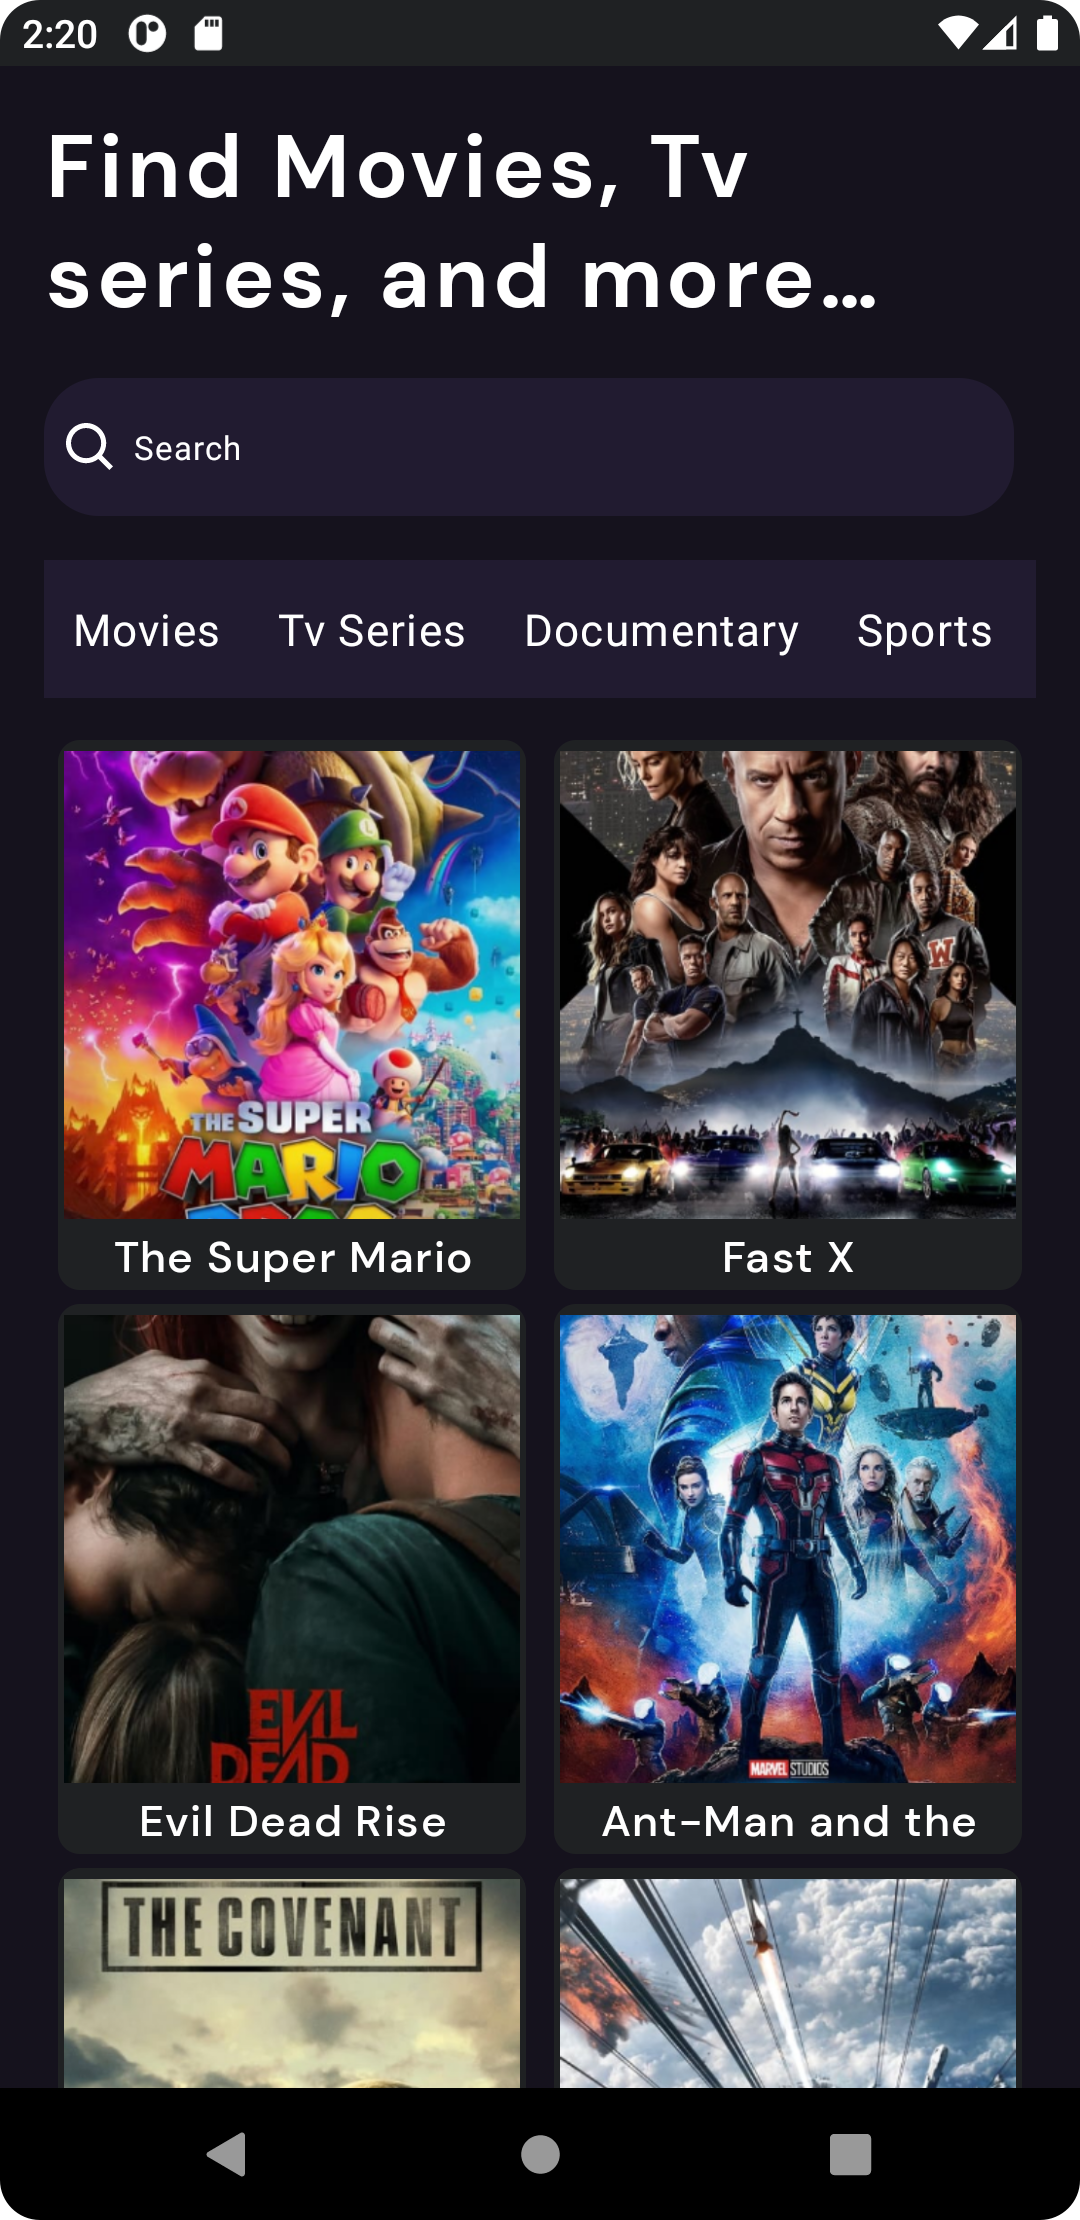 2:20
Find Movies, Tv
series, and more...
Search
Movies Tv Series Documentary Sports
THE SUPER
MARIO
BROS
W
The Super Mario
Fast X
EVIL
DEAD
MARVEL STUDIOS
Evil Dead Rise
Ant-Man and the
THE COVENANT